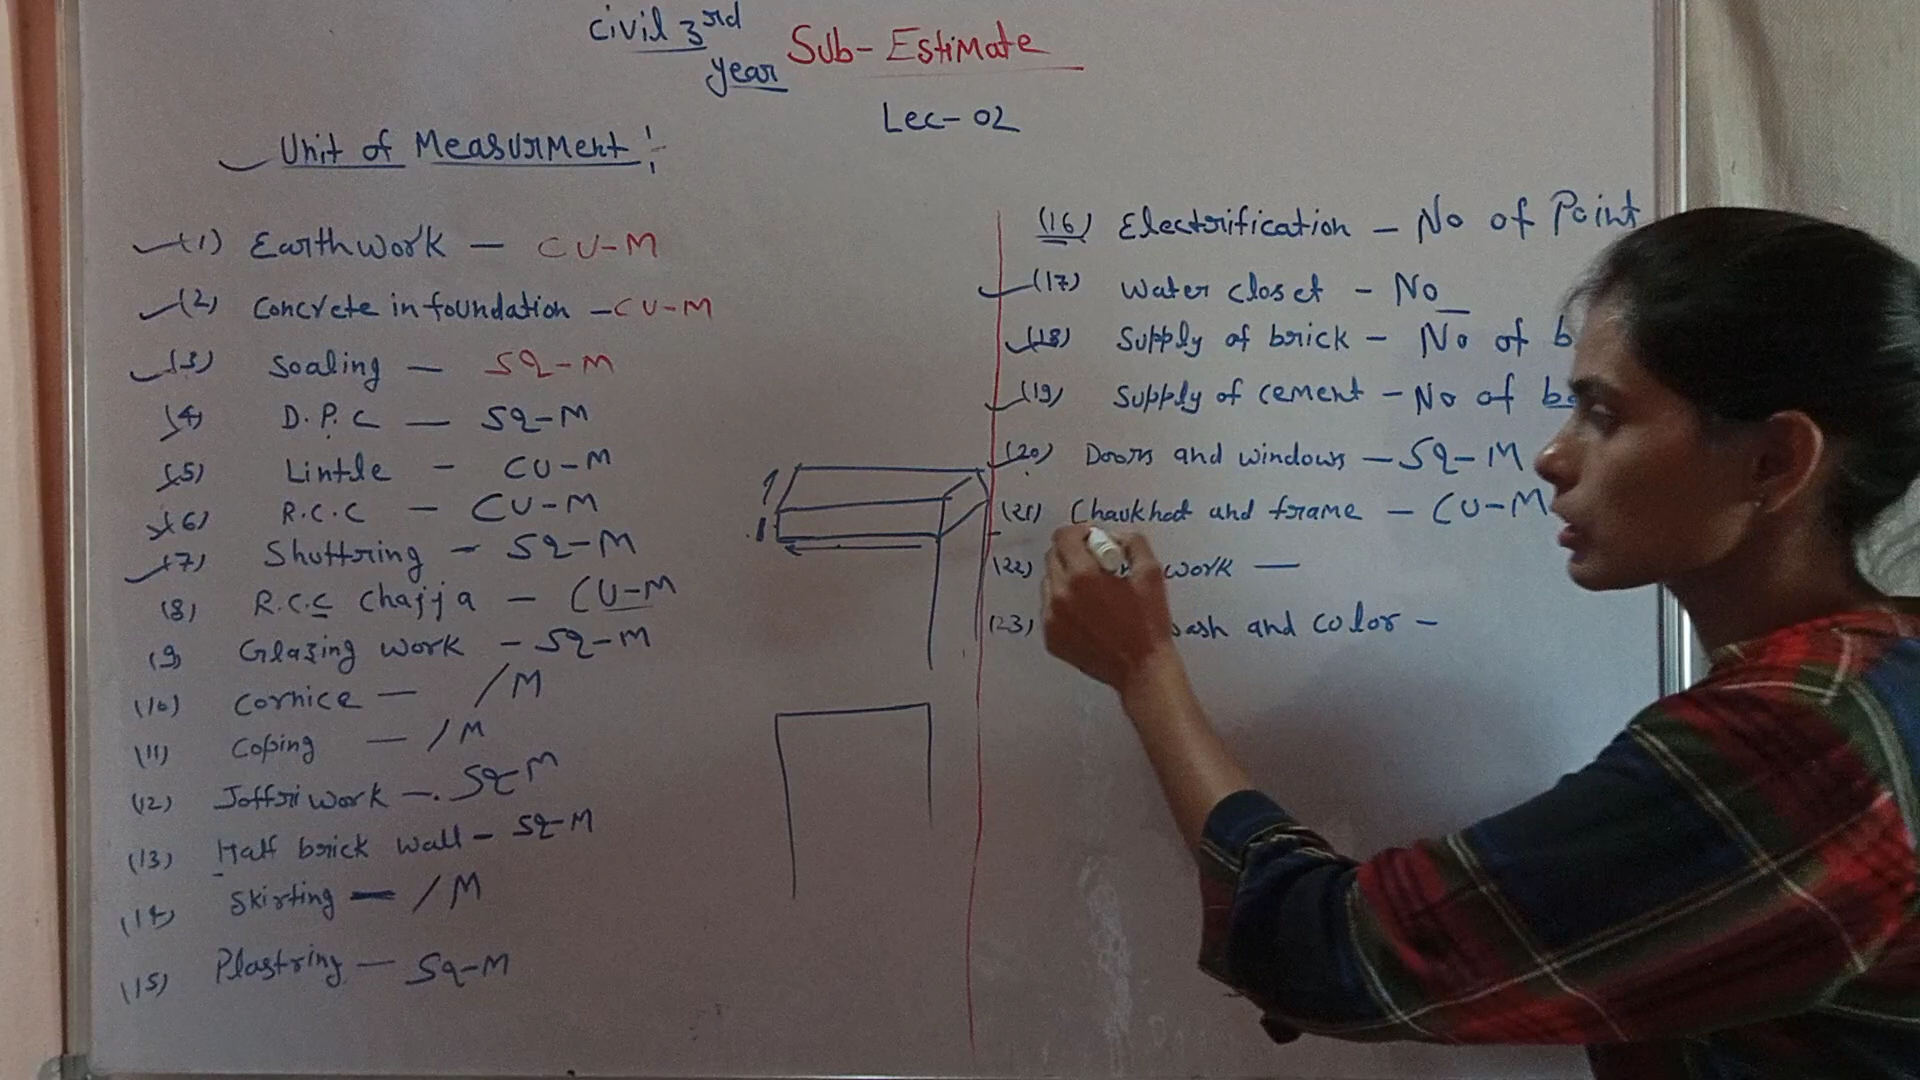 Civil 3rd
year
Sub- Estimate
Lec- 02
Unit of Measurment :
(1) Earthwork — CU-M
(2) Concrete in foundation - CU-M
(3) Soaling — SQ-M
(4) D.P.C — SQ-M
(5) Lintle - CU-M
(6) R.C.C - CU-M
(7) Shuttring - SQ-M
(8) R.C.C Chajja - CU-M
(9) Glazing work - SQ-M
(10) Cornice — /M
(11) Coping — /M
(12) Joffri work - SQ-M
(13) Half brick wall - SQ-M
(14) Skirting — /M
(15) Plastring — SQ-M
(16) Electrification - No of Point
(17) Water closet - No
(18) Supply of brick - No of
(19) Supply of cement - No of
(20) Doors and windows - SQ-M
(21) Chaukhat and frame - CU-M
(22) work —
(23) and color -